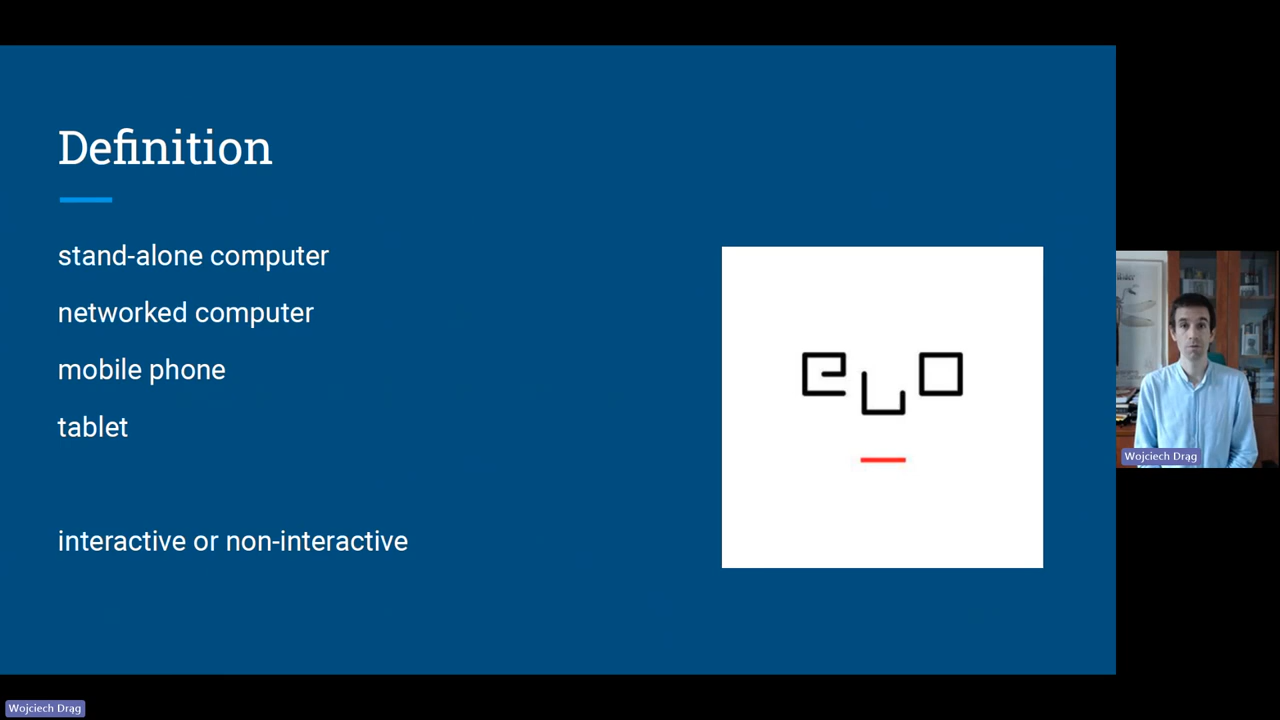 Definition
stand-alone computer
networked computer
mobile phone
tablet
interactive or non-interactive
Wojciech Drąg
Wojciech Drąg